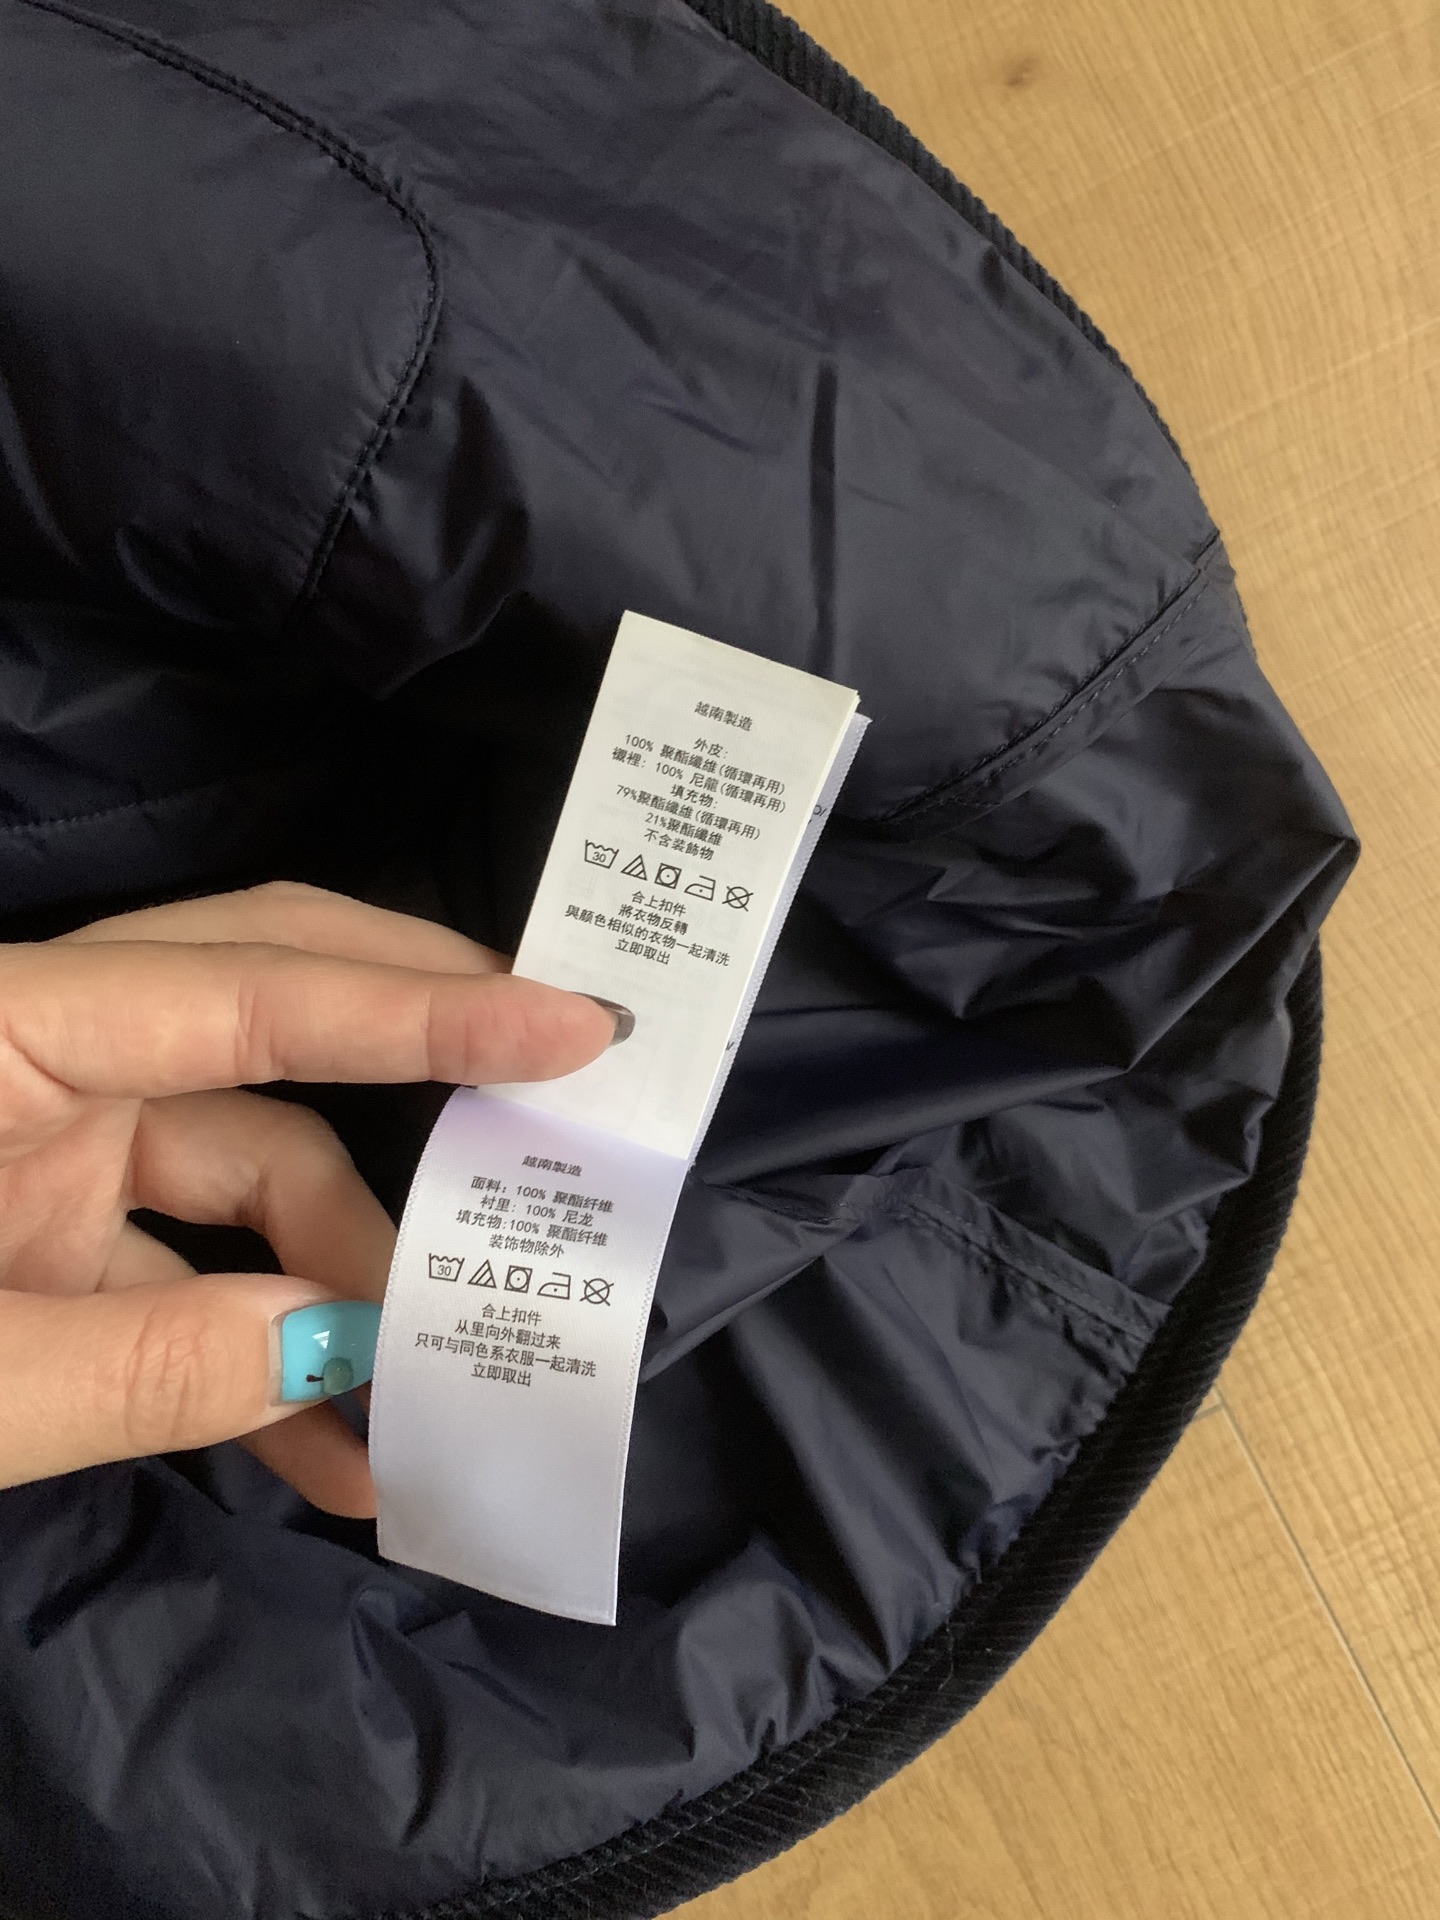 越南製造
外皮:
100% 聚酯纖維(循環再用)
襯裡: 100% 尼龍(循環再用)
填充物:
79%聚酯纖維(循環再用)
21%聚酯纖維
不含裝飾物
30
合上扣件
將衣物反轉
與顏色相似的衣物一起清洗
立即取出
越南製造
面料: 100% 聚酯纤维
衬里: 100% 尼龙
填充物:100% 聚酯纤维
装饰物除外
30
合上扣件
从里向外翻过来
只可与同色系衣服一起清洗
立即取出